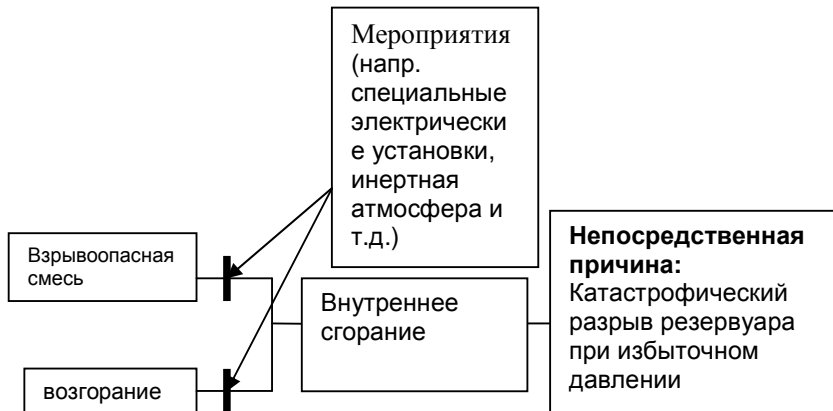 Мероприятия
(напр.
специальные
электрически
е установки,
инертная
атмосфера и
т.д.)
Взрывоопасная
смесь
Внутреннее
сгорание
Непосредственная
причина:
Катастрофический
разрыв резервуара
при избыточном
давлении
возгорание